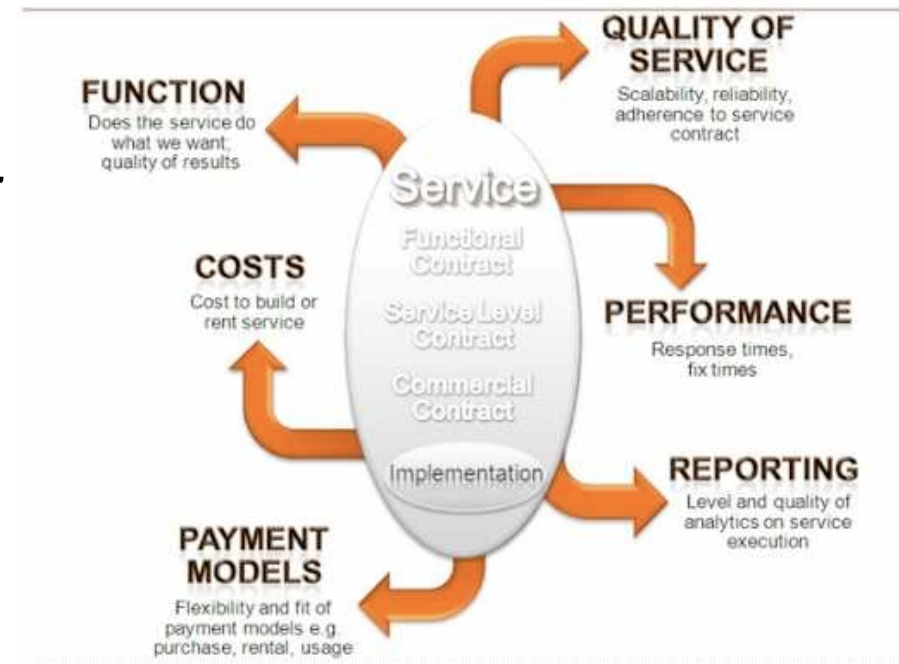 QUALITY OF
SERVICE
Scalability, reliability,
adherence to service
contract
FUNCTION
Does the service do
what we want;
quality of results
Service
Functional
Contract
Service Level
Contract
Commercial
Contract
Implementation
COSTS
Cost to build or
rent service
PERFORMANCE
Response times,
fix times
REPORTING
Level and quality of
analytics on service
execution
PAYMENT
MODELS
Flexibility and fit of
payment models e.g.
purchase, rental, usage